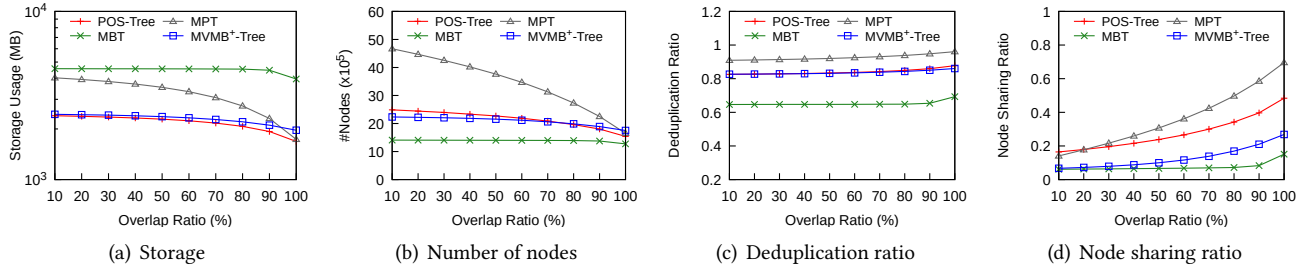 POS-Tree
MBT
MPT
MVMB⁺-Tree
10⁴
10³
Storage Usage (MB)
10 20 30 40 50 60 70 80 90 100
Overlap Ratio (%)
(a) Storage
POS-Tree
MBT
MPT
MVMB⁺-Tree
60
50
40
30
20
10
0
#Nodes (x10⁵)
10 20 30 40 50 60 70 80 90 100
Overlap Ratio (%)
(b) Number of nodes
POS-Tree
MBT
MPT
MVMB⁺-Tree
1.2
1
0.8
0.6
0.4
0.2
Deduplication Ratio
10 20 30 40 50 60 70 80 90 100
Overlap Ratio (%)
(c) Deduplication ratio
POS-Tree
MBT
MPT
MVMB⁺-Tree
1
0.8
0.6
0.4
0.2
0
Node Sharing Ratio
10 20 30 40 50 60 70 80 90 100
Overlap Ratio (%)
(d) Node sharing ratio